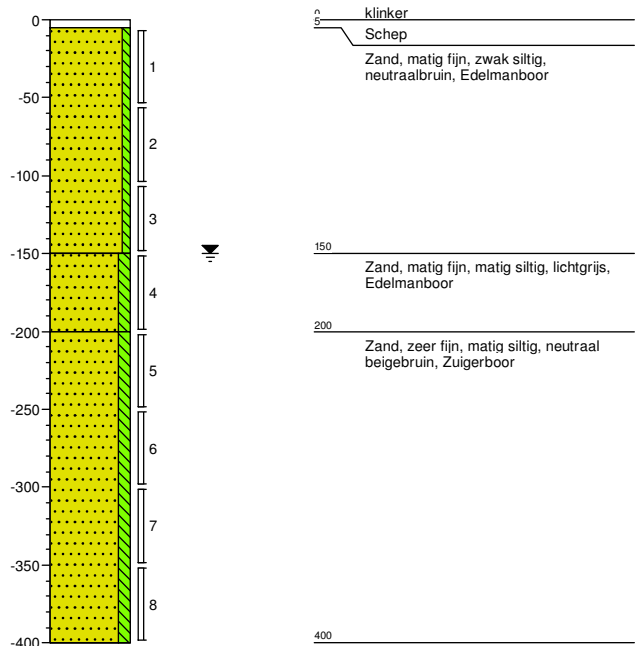 0
-50
-100
-150
-200
-250
-300
-350
-400
1
2
3
4
5
6
7
8
0
klinker
5
Schep
Zand, matig fijn, zwak siltig,
neutraalbruin, Edelmanboor
150
Zand, matig fijn, matig siltig, lichtgrijs,
Edelmanboor
200
Zand, zeer fijn, matig siltig, neutraal
beigebruin, Zuigerboor
400